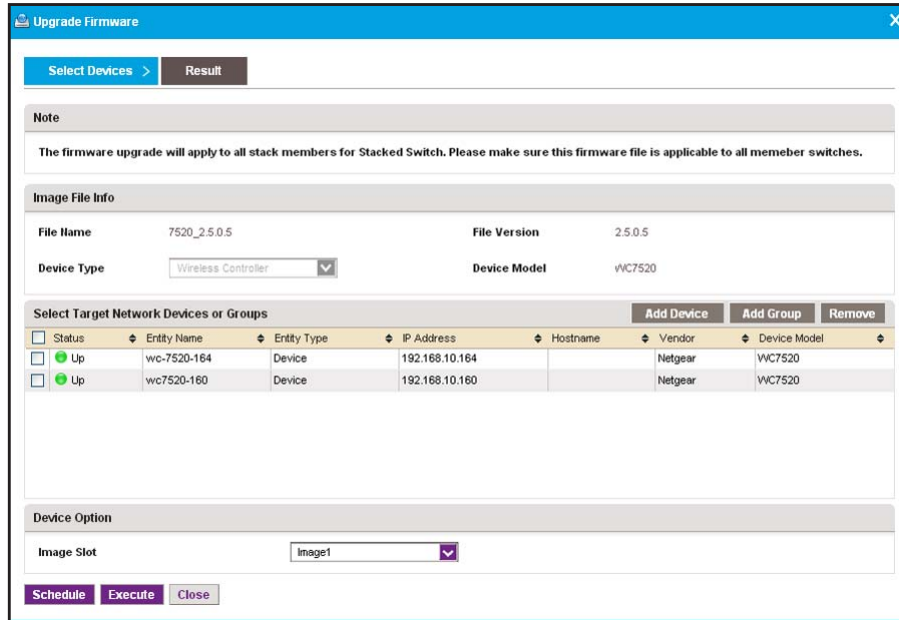 Upgrade Firmware X
Select Devices > Result
Note
The firmware upgrade will apply to all stack members for Stacked Switch. Please make sure this firmware file is applicable to all memeber switches.
Image File Info
File Name 7520_2.5.0.5 File Version 2.5.0.5
Device Type Wireless Controller Device Model WC7520
Select Target Network Devices or Groups Add Device Add Group Remove
Status Entity Name Entity Type IP Address Hostname Vendor Device Model
Up wc-7520-164 Device 192.168.10.164 Netgear WC7520
Up wc7520-160 Device 192.168.10.160 Netgear WC7520
Device Option
Image Slot Image1
Schedule Execute Close